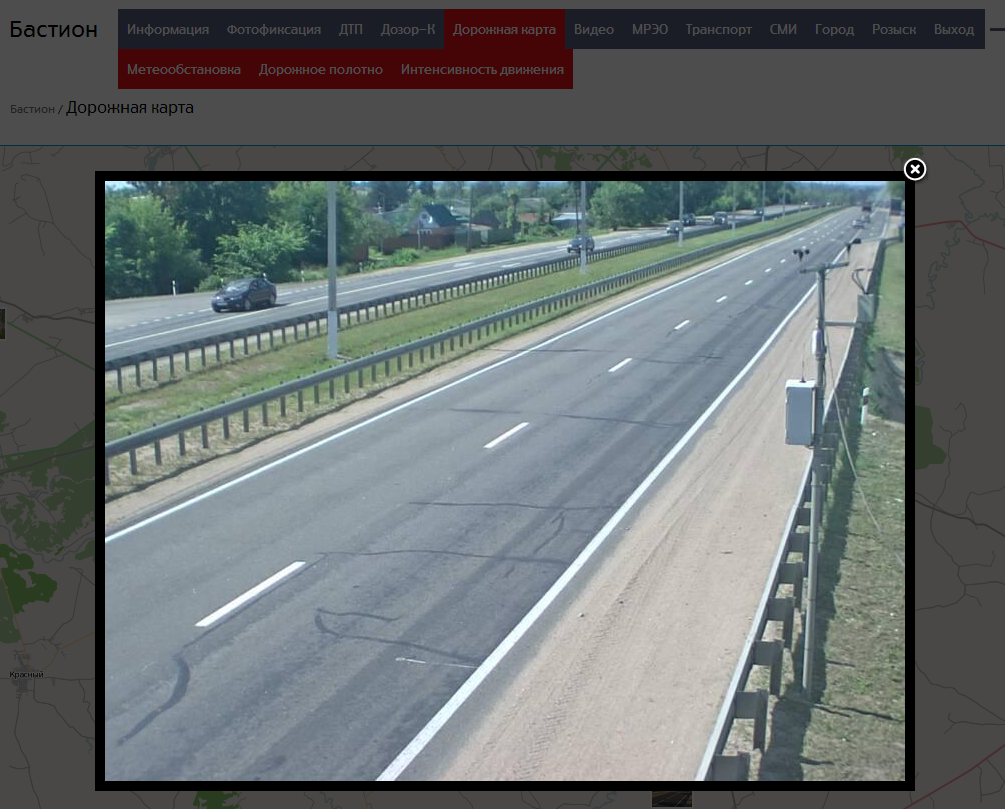 Бастион
Информация Фотофиксация ДТП Дозор-К Дорожная карта Видео МРЭО Транспорт СМИ Город Розыск Выход
Метеообстановка Дорожное полотно Интенсивность движения
Бастион / Дорожная карта
Красный